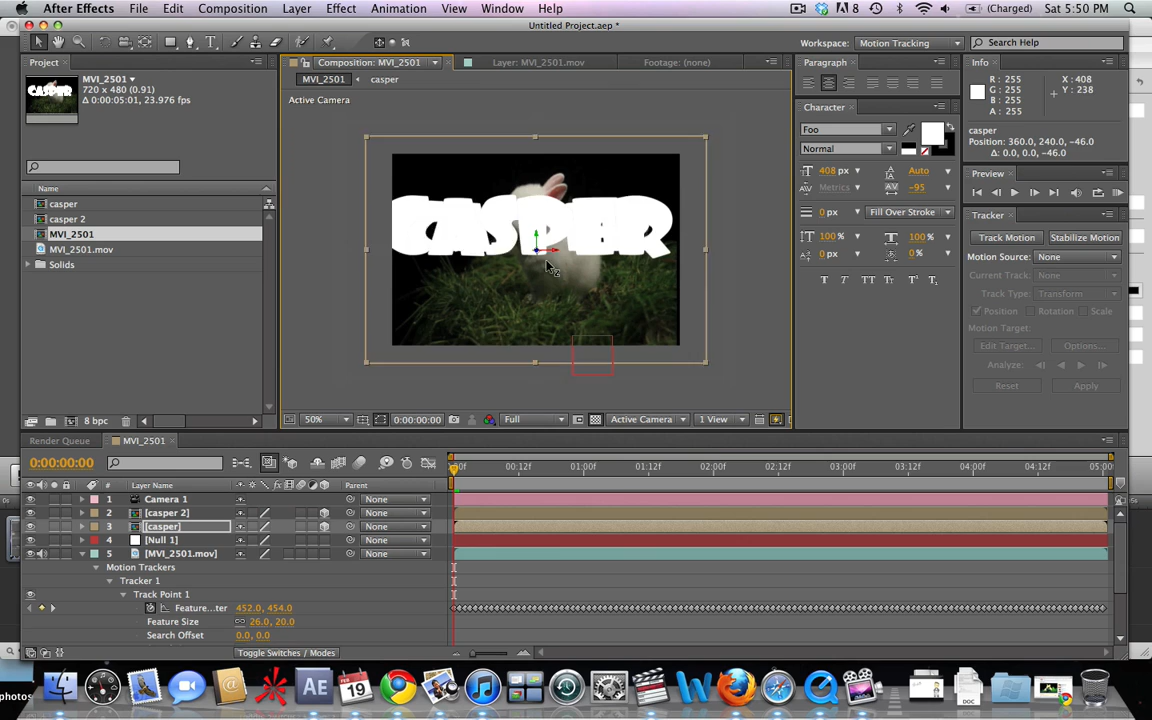 After Effects File Edit Composition Layer Effect Animation View Window Help 8 (Charged) Sat 5:50 PM
Untitled Project.aep *
Workspace: Motion Tracking Search Help
Project
Composition: MVI_2501 Layer: MVI_2501.mov Footage: (none)
Paragraph
Info
MVI_2501
720 x 480 (0.91)
Δ 0:00:05:01, 23.976 fps
MVI_2501 casper
Active Camera
R: 255
G: 255
B: 255
A: 255
X: 408
Y: 238
Character
Foo
Normal
casper
Position: 360.0, 240.0, -46.0
Δ: 0.0, 0.0, -46.0
408 px Auto
Metrics -95
Preview
0 px Fill Over Stroke
100 % 100 %
0 px 0 %
T T TT Tr T¹ T₁
Tracker
Track Motion Stabilize Motion
Motion Source: None
Current Track: None
Track Type: Transform
Position Rotation Scale
Motion Target:
Edit Target... Options...
Analyze:
Reset Apply
Name
casper
casper 2
MVI_2501
MVI_2501.mov
Solids
CASPER
8 bpc
50% 0:00:00:00 Full Active Camera 1 View
Render Queue MVI_2501
0:00:00:00
:00f 00:12f 01:00f 01:12f 02:00f 02:12f 03:00f 03:12f 04:00f 04:12f 05:00
# Layer Name Parent
1 Camera 1 None
2 [casper 2] None
3 [casper] None
4 [Null 1] None
5 [MVI_2501.mov] None
Motion Trackers
Tracker 1
Track Point 1
Feature...ter 452.0, 454.0
Feature Size 26.0, 20.0
Search Offset 0.0, 0.0
Toggle Switches / Modes
photos
FEB
19
AE
W
DOC